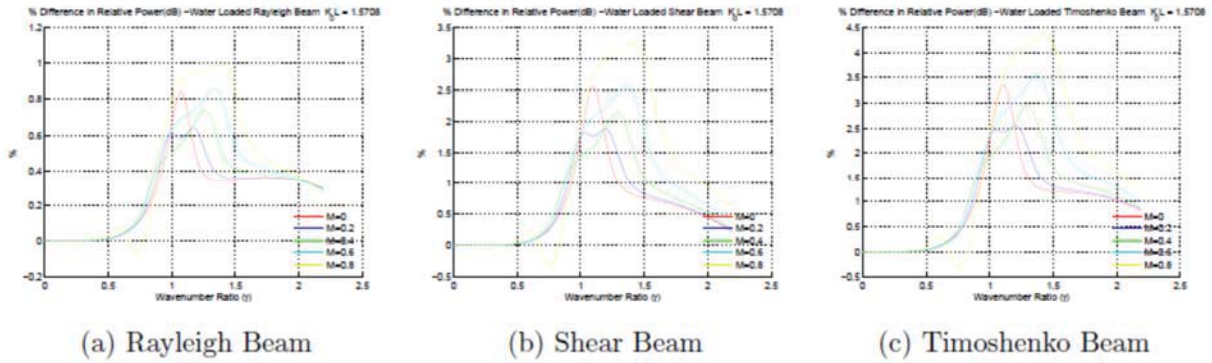 % Difference in Relative Power(dB) -Water Loaded Rayleigh Beam K₀L = 1.5708
1.2
1
0.8
0.6
0.4
0.2
0
-0.2
%
M=0
M=0.2
M=0.4
M=0.6
M=0.8
0 0.5 1 1.5 2 2.5
Wavenumber Ratio (γ)
(a) Rayleigh Beam
% Difference in Relative Power(dB) -Water Loaded Shear Beam K₀L = 1.5708
3.5
3
2.5
2
1.5
1
0.5
0
-0.5
%
M=0
M=0.2
M=0.4
M=0.6
M=0.8
0 0.5 1 1.5 2 2.5
Wavenumber Ratio (γ)
(b) Shear Beam
% Difference in Relative Power(dB) -Water Loaded Timoshenko Beam K₀L = 1.5708
4.5
4
3.5
3
2.5
2
1.5
1
0.5
0
-0.5
%
M=0
M=0.2
M=0.4
M=0.6
M=0.8
0 0.5 1 1.5 2 2.5
Wavenumber Ratio (γ)
(c) Timoshenko Beam